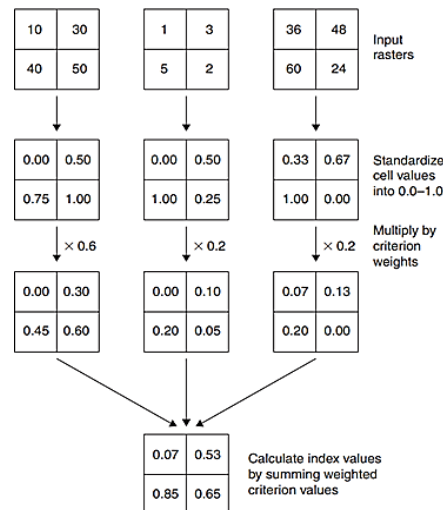 10 30 1 3 36 48
Input
rasters
40 50 5 2 60 24
0.00 0.50 0.00 0.50 0.33 0.67
Standardize
cell values
into 0.0–1.0
0.75 1.00 1.00 0.25 1.00 0.00
Multiply by
criterion
weights
× 0.6 × 0.2 × 0.2
0.00 0.30 0.00 0.10 0.07 0.13
0.45 0.60 0.20 0.05 0.20 0.00
0.07 0.53
Calculate index values
by summing weighted
criterion values
0.85 0.65